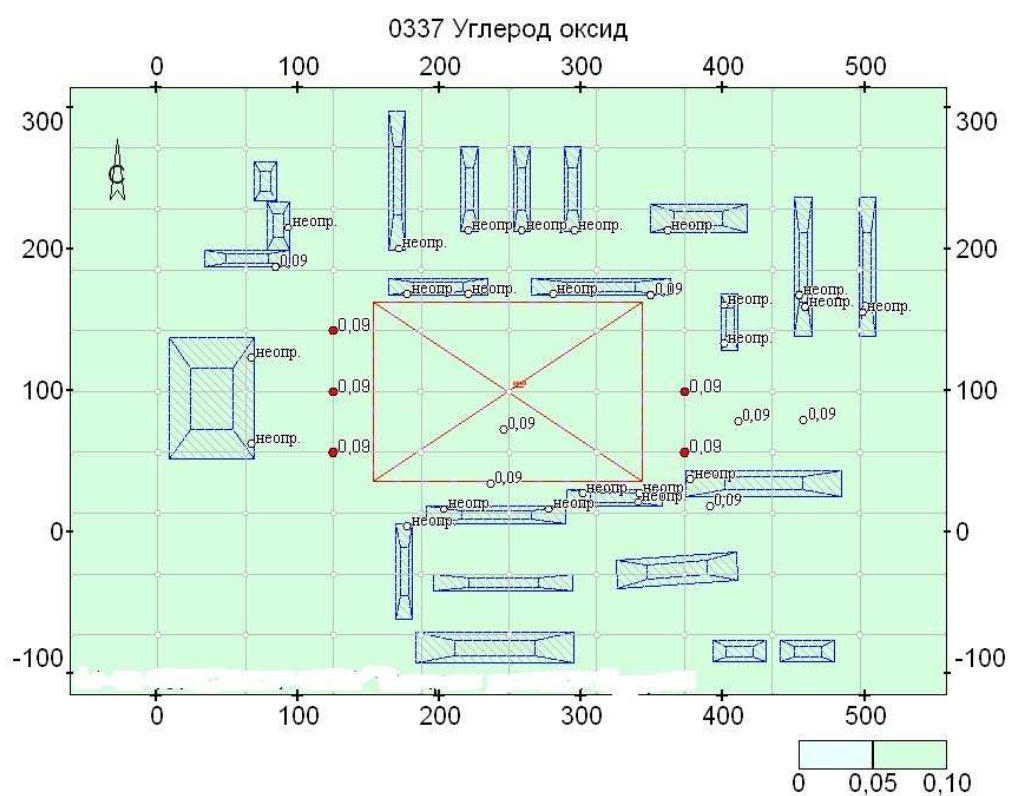 0337 Углерод оксид
0 100 200 300 400 500
300 300
С
неопр. неопр. неопр. неопр. неопр. неопр.
200 неопр. 200
0,09
неопр. неопр. неопр. 0,09 неопр. неопр. неопр. неопр.
0,09 неопр.
неопр.
100 0,09 0,09 100
0,09 0,09 0,09
неопр. 0,09 0,09
0,09 неопр.
неопр. неопр. неопр. неопр. неопр. 0,09
0 неопр. 0
-100 -100
0 100 200 300 400 500
0 0,05 0,10